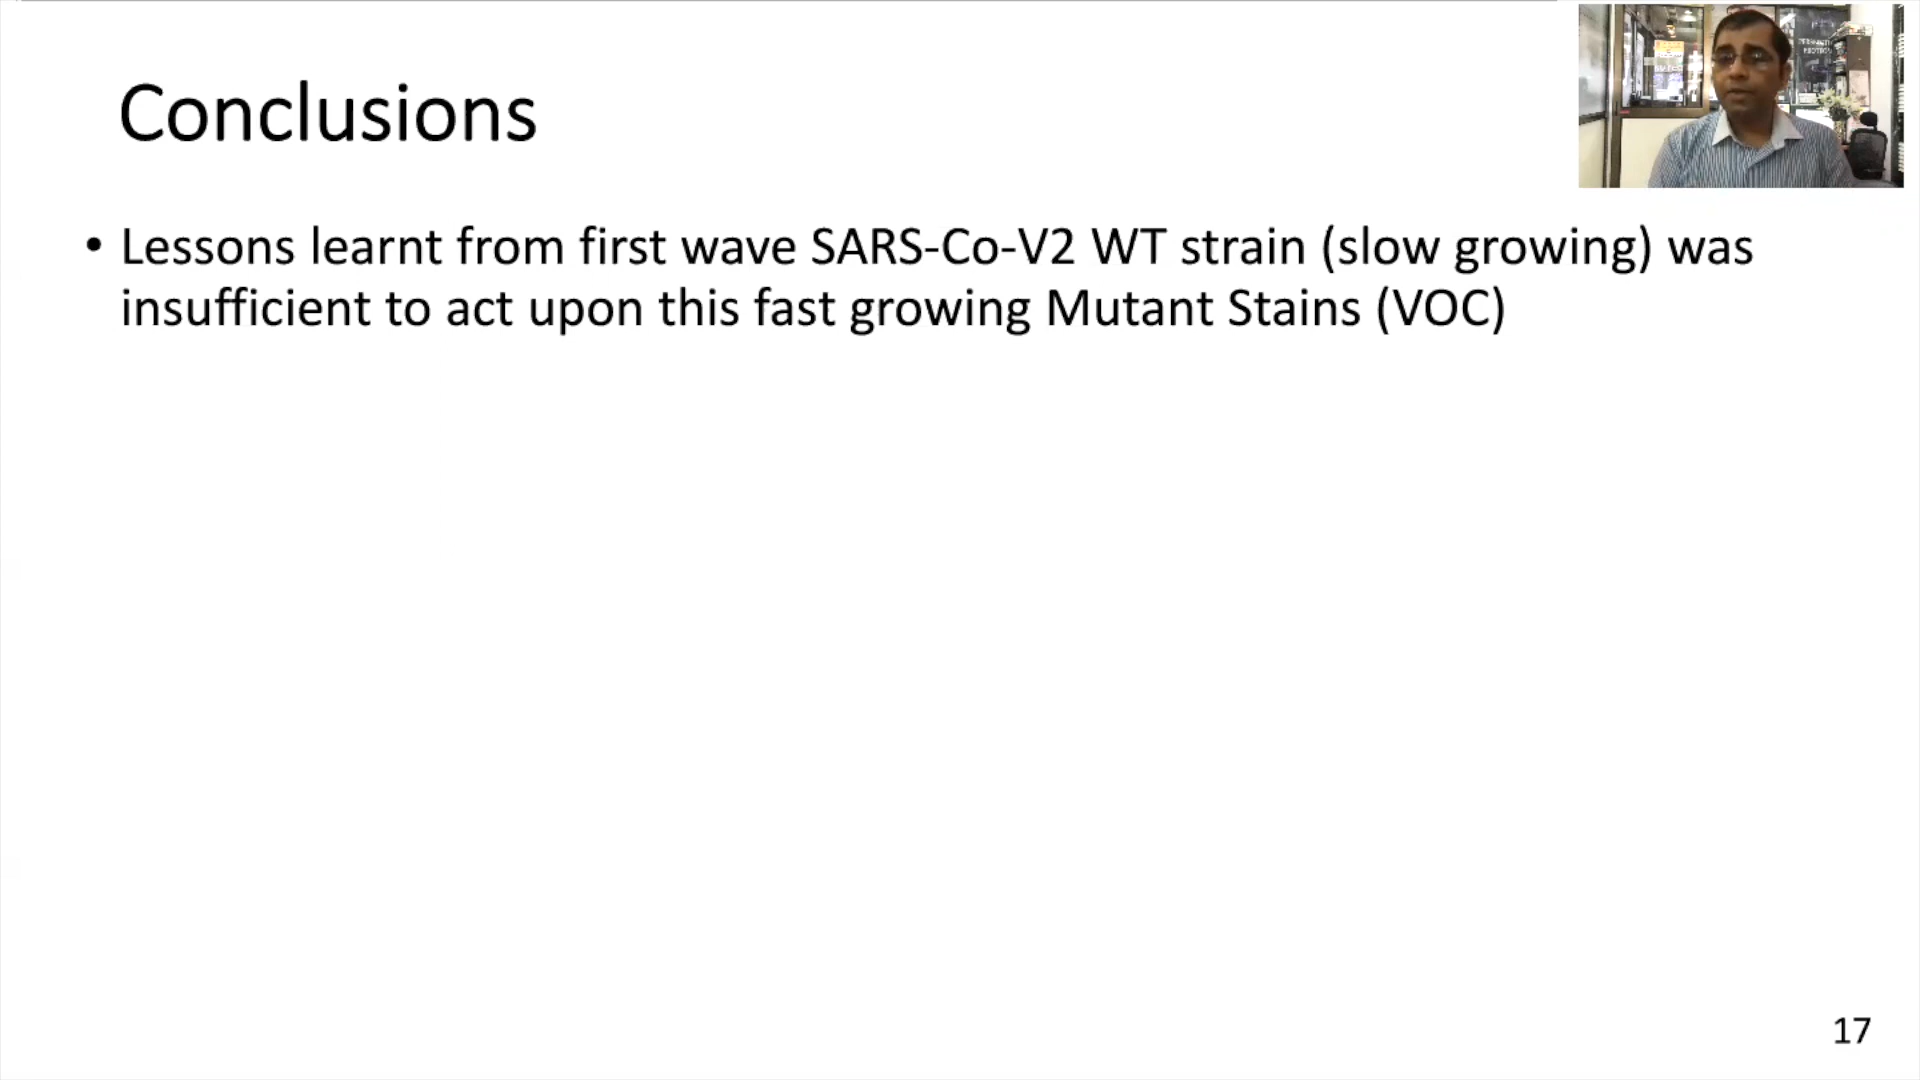 Conclusions
• Lessons learnt from first wave SARS-Co-V2 WT strain (slow growing) was
insufficient to act upon this fast growing Mutant Stains (VOC)
17